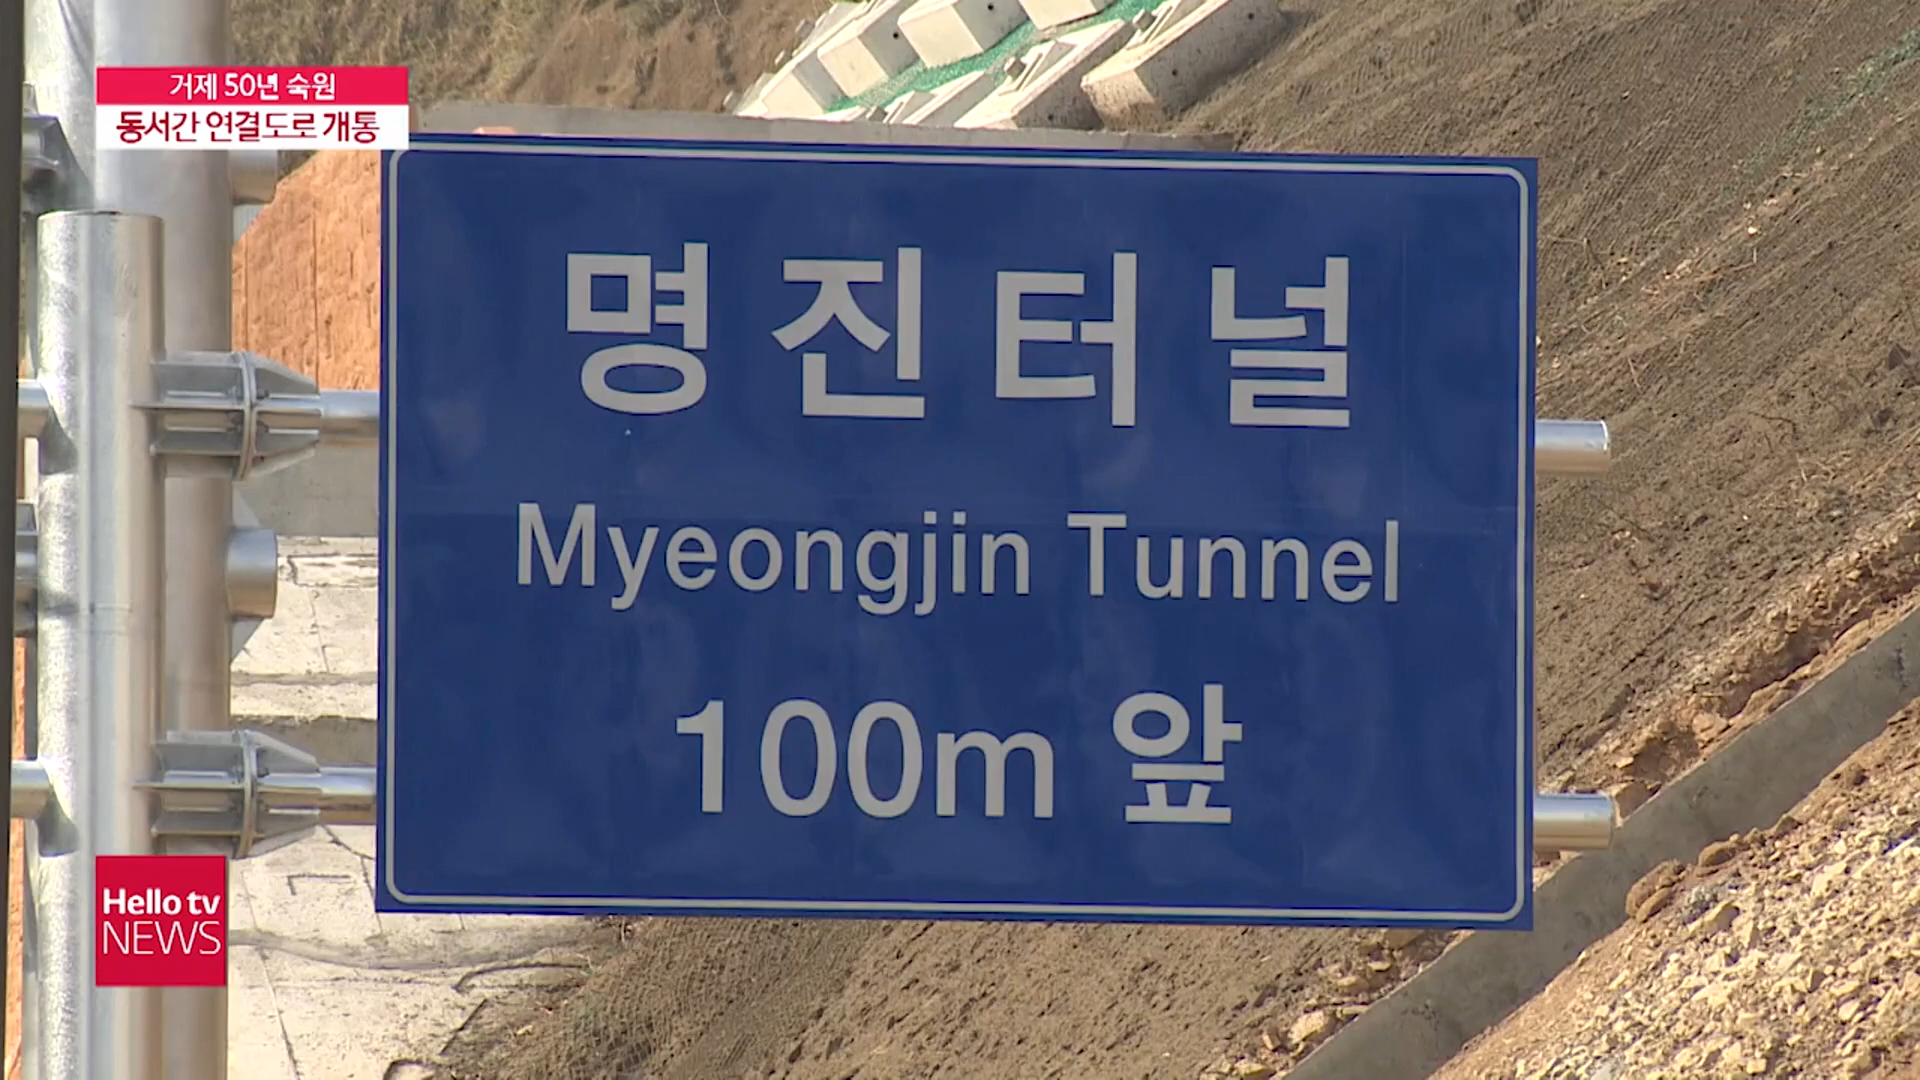 거제 50년 숙원
동서간 연결도로 개통
명진터널
Myeongjin Tunnel
100m 앞
Hello tv
NEWS